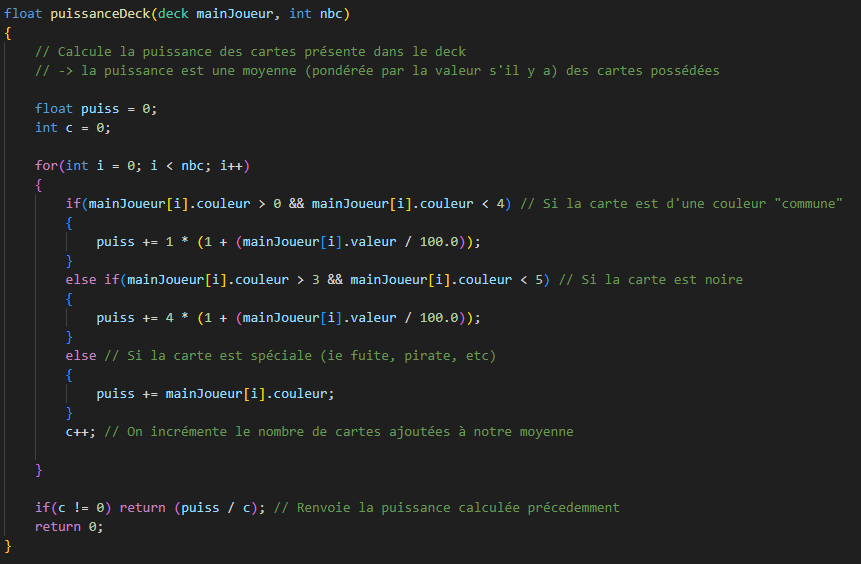 float puissanceDeck(deck mainJoueur, int nbc)
{
    // Calcule la puissance des cartes présente dans le deck
    // -> la puissance est une moyenne (pondérée par la valeur s'il y a) des cartes possédées
    float puiss = 0;
    int c = 0;
    for(int i = 0; i < nbc; i++)
    {
        if(mainJoueur[i].couleur > 0 && mainJoueur[i].couleur < 4) // Si la carte est d'une couleur "commune"
        {
            puiss += 1 * (1 + (mainJoueur[i].valeur / 100.0));
        }
        else if(mainJoueur[i].couleur > 3 && mainJoueur[i].couleur < 5) // Si la carte est noire
        {
            puiss += 4 * (1 + (mainJoueur[i].valeur / 100.0));
        }
        else // Si la carte est spéciale (ie fuite, pirate, etc)
        {
            puiss += mainJoueur[i].couleur;
        }
        c++; // On incrémente le nombre de cartes ajoutées à notre moyenne
    }
    if(c != 0) return (puiss / c); // Renvoie la puissance calculée précedemment
    return 0;
}